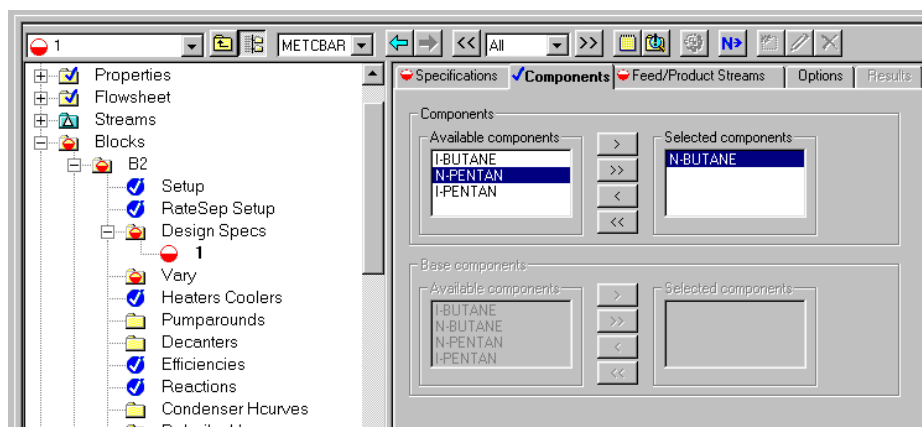 1 METCBAR All N>
Specifications Components Feed/Product Streams Options Results
Properties
Flowsheet
Streams
Blocks
B2
Setup
RateSep Setup
Design Specs
1
Vary
Heaters Coolers
Pumparounds
Decanters
Efficiencies
Reactions
Condenser Hcurves
Components
Available components
I-BUTANE
N-PENTAN
I-PENTAN
>
>>
<
<<
Selected components
N-BUTANE
Base components
Available components
I-BUTANE
N-BUTANE
N-PENTAN
I-PENTAN
>
>>
<
<<
Selected components